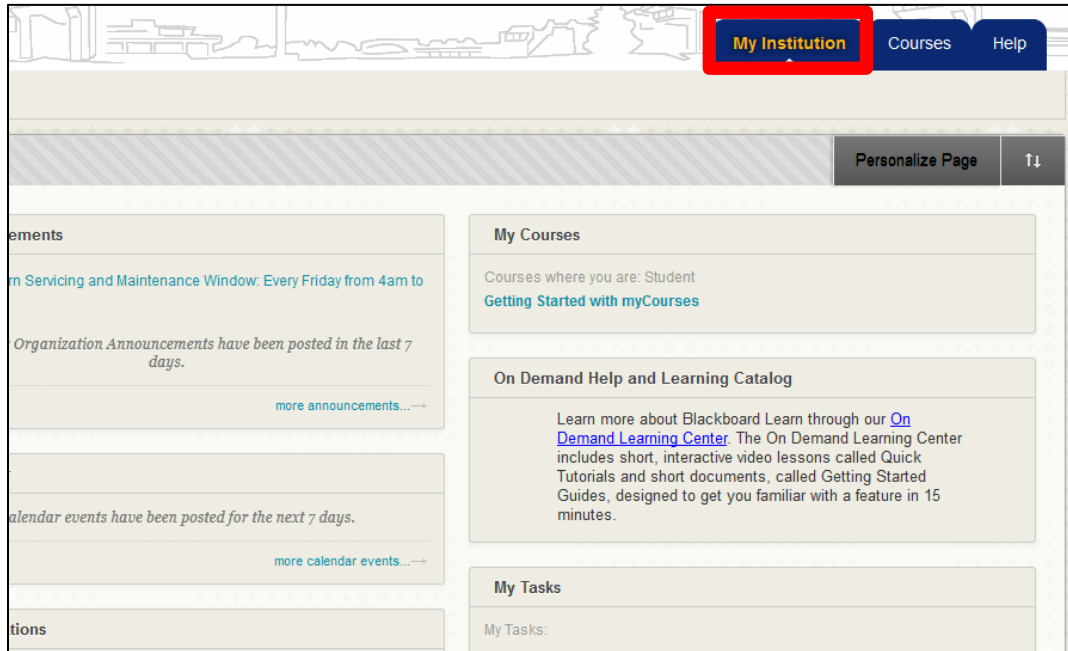 My Institution
Courses
Help
Personalize Page
ements
rn Servicing and Maintenance Window: Every Friday from 4am to
Organization Announcements have been posted in the last 7
days.
more announcements...→
alendar events have been posted for the next 7 days.
more calendar events...→
tions
My Courses
Courses where you are: Student
Getting Started with myCourses
On Demand Help and Learning Catalog
Learn more about Blackboard Learn through our On
Demand Learning Center. The On Demand Learning Center
includes short, interactive video lessons called Quick
Tutorials and short documents, called Getting Started
Guides, designed to get you familiar with a feature in 15
minutes.
My Tasks
My Tasks: